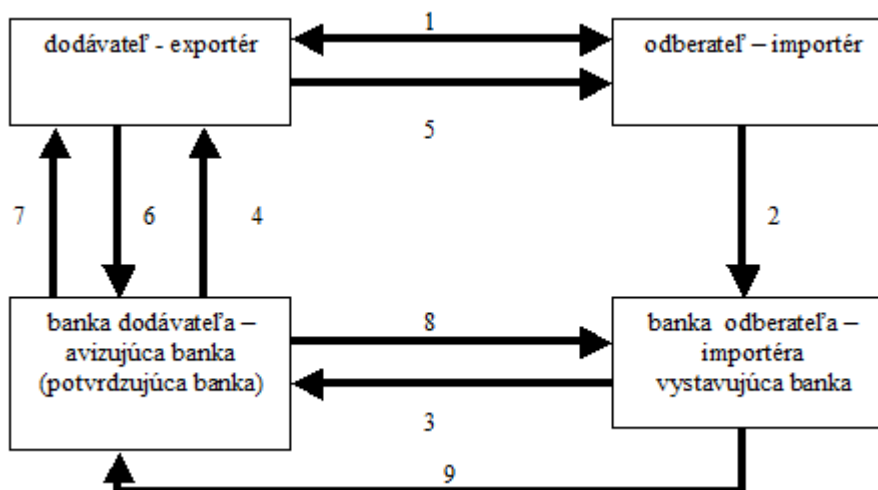 dodávateľ - exportér
1
odberateľ – importér
5
7
6
4
2
banka dodávateľa –
avizujúca banka
(potvrdzujúca banka)
8
banka odberateľa –
importéra
vystavujúca banka
3
9